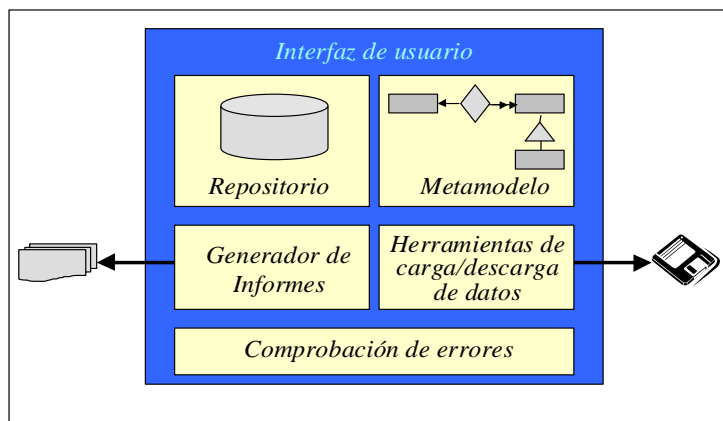 Interfaz de usuario
Repositorio
Metamodelo
Generador de
Informes
Herramientas de
carga/descarga
de datos
Comprobación de errores